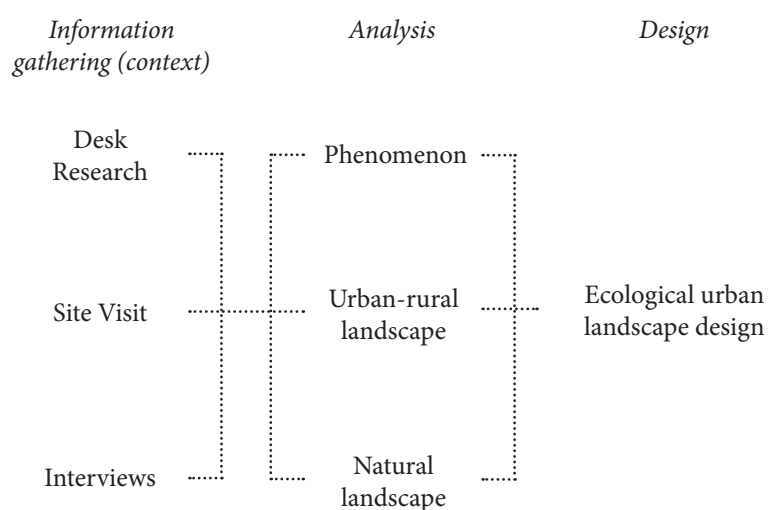 Information
gathering (context)
Analysis
Design
Desk
Research
Phenomenon
Site Visit
Urban-rural
landscape
Ecological urban
landscape design
Interviews
Natural
landscape